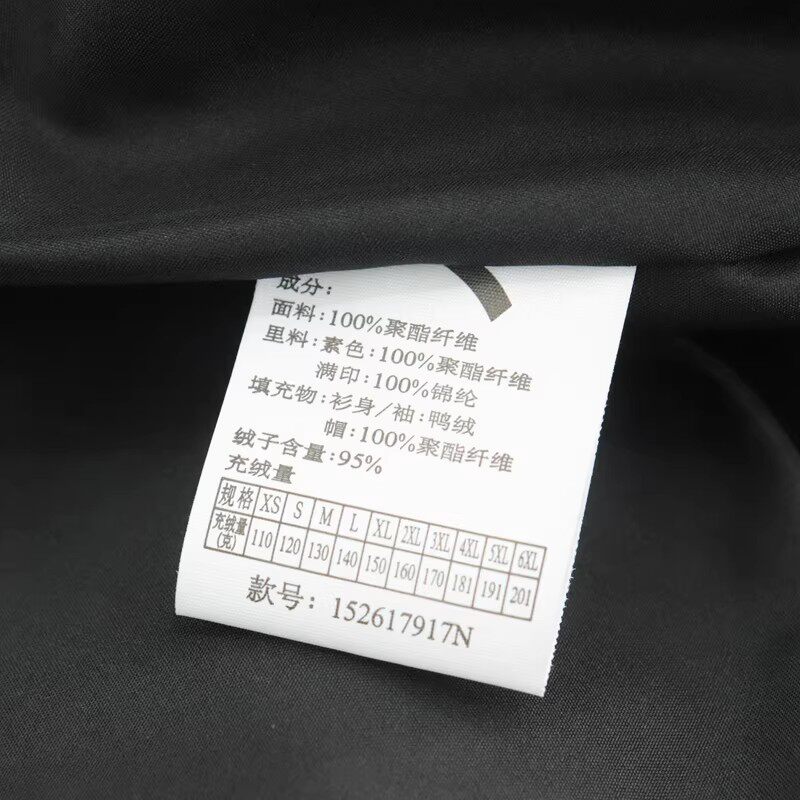 成分:
面料:100%聚酯纤维
里料:素色:100%聚酯纤维
满印:100%锦纶
填充物:衫身/袖:鸭绒
帽:100%聚酯纤维
绒子含量:95%
充绒量
规格 XS S M L XL 2XL 3XL 4XL 5XL 6XL
充绒量(克) 110 120 130 140 150 160 170 181 191 201
款号:152617917N